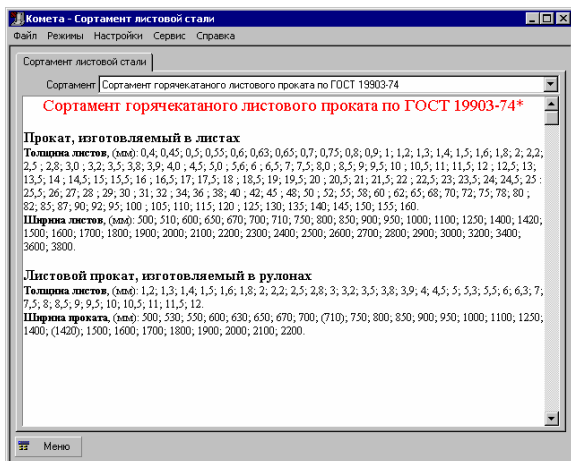 Комета - Сортамент листовой стали
Файл Режимы Настройки Сервис Справка
Сортамент листовой стали
Сортамент Сортамент горячекатаного листового проката по ГОСТ 19903-74
Сортамент горячекатаного листового проката по ГОСТ 19903-74*
Прокат, изготовляемый в листах
Толщина листов, (мм): 0,4; 0,45; 0,5; 0,55; 0,6; 0,63; 0,65; 0,7; 0,75; 0,8; 0,9; 1; 1,2; 1,3; 1,4; 1,5; 1,6; 1,8; 2; 2,2;
2,5 ; 2,8; 3,0 ; 3,2; 3,5; 3,8; 3,9; 4,0 ; 4,5; 5,0 ; 5,6; 6 ; 6,5; 7; 7,5; 8,0 ; 8,5; 9; 9,5; 10 ; 10,5; 11; 11,5; 12 ; 12,5; 13;
13,5; 14 ; 14,5; 15; 15,5; 16 ; 16,5; 17; 17,5; 18 ; 18,5; 19; 19,5; 20 ; 20,5; 21; 21,5; 22 ; 22,5; 23; 23,5; 24; 24,5; 25 :
25,5; 26; 27; 28 ; 29; 30 ; 31; 32 ; 34; 36 ; 38; 40 ; 42; 45 ; 48; 50 ; 52; 55; 58; 60 ; 62; 65; 68; 70; 72; 75; 78; 80 ;
82; 85; 87; 90; 92; 95; 100 ; 105; 110; 115; 120 ; 125; 130; 135; 140; 145; 150; 155; 160.
Ширина листов, (мм): 500; 510; 600; 650; 670; 700; 710; 750; 800; 850; 900; 950; 1000; 1100; 1250; 1400; 1420;
1500; 1600; 1700; 1800; 1900; 2000; 2100; 2200; 2300; 2400; 2500; 2600; 2700; 2800; 2900; 3000; 3200; 3400;
3600; 3800.
Листовой прокат, изготовляемый в рулонах
Толщина листов, (мм): 1,2; 1,3; 1,4; 1,5; 1,6; 1,8; 2; 2,2; 2,5; 2,8; 3; 3,2; 3,5; 3,8; 3,9; 4; 4,5; 5; 5,3; 5,5; 6; 6,3; 7;
7,5; 8; 8,5; 9; 9,5; 10; 10,5; 11; 11,5; 12.
Ширина проката, (мм): 500; 530; 550; 600; 630; 650; 670; 700; (710); 750; 800; 850; 900; 950; 1000; 1100; 1250;
1400; (1420); 1500; 1600; 1700; 1800; 1900; 2000; 2100; 2200.
Меню